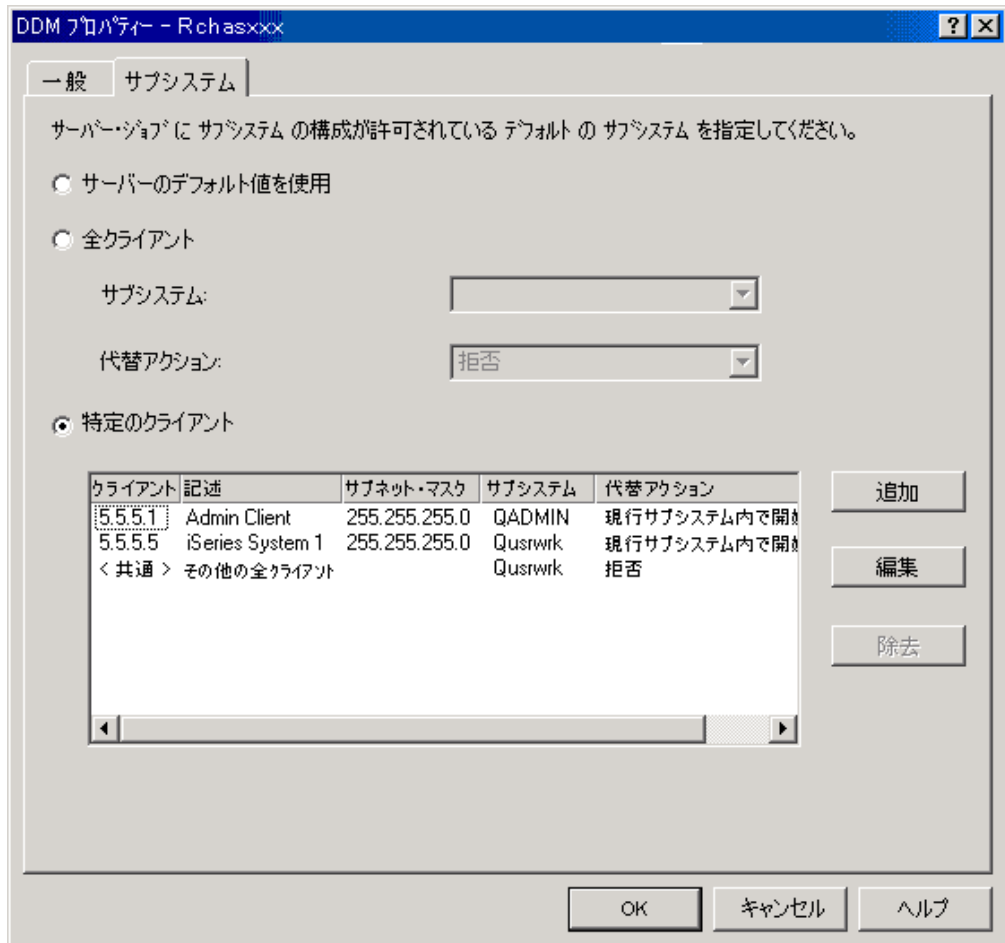 DDM プロパティー - Rchasxxx
一般 サブシステム
サーバー・ジョブに サブシステム の構成が許可されている デフォルト の サブシステム を指定してください。
サーバーのデフォルト値を使用
全クライアント
サブシステム:
代替アクション: 拒否
特定のクライアント
クライアント 記述 サブネット・マスク サブシステム 代替アクション
5.5.5.1 Admin Client 255.255.255.0 QADMIN 現行サブシステム内で開始
5.5.5.5 iSeries System 1 255.255.255.0 Qusrwrk 現行サブシステム内で開始
< 共通 > その他の全クライアント Qusrwrk 拒否
追加
編集
除去
OK キャンセル ヘルプ